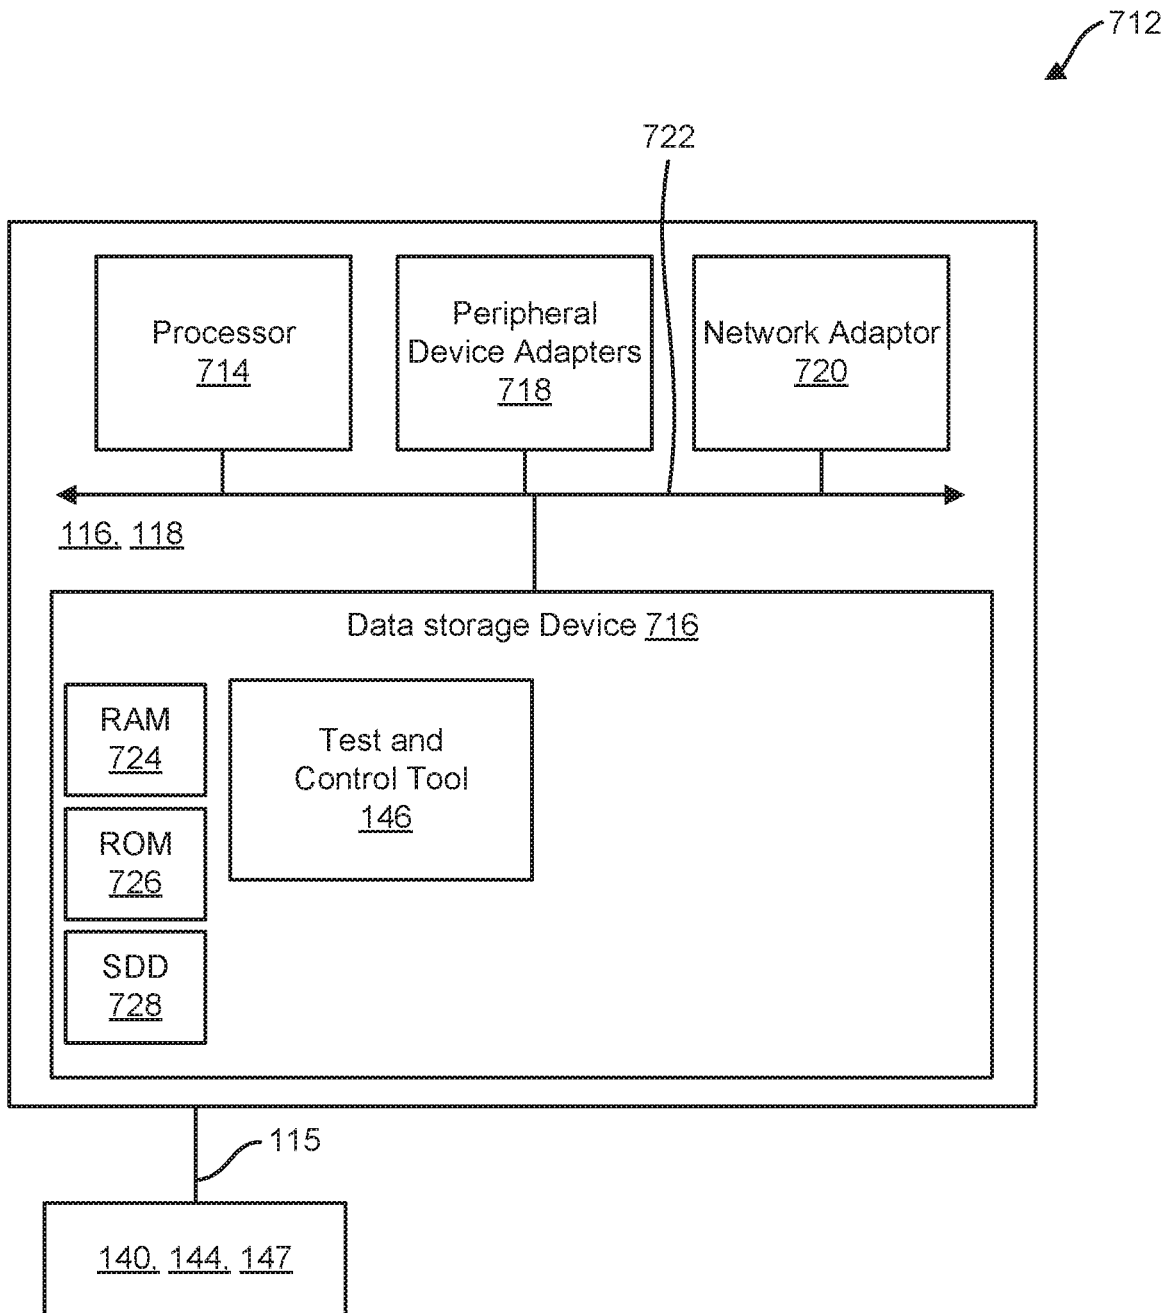 712
722
Processor
714
Peripheral
Device Adapters
718
Network Adaptor
720
116, 118
Data storage Device 716
RAM
724
Test and
Control Tool
146
ROM
726
SDD
728
115
140, 144, 147